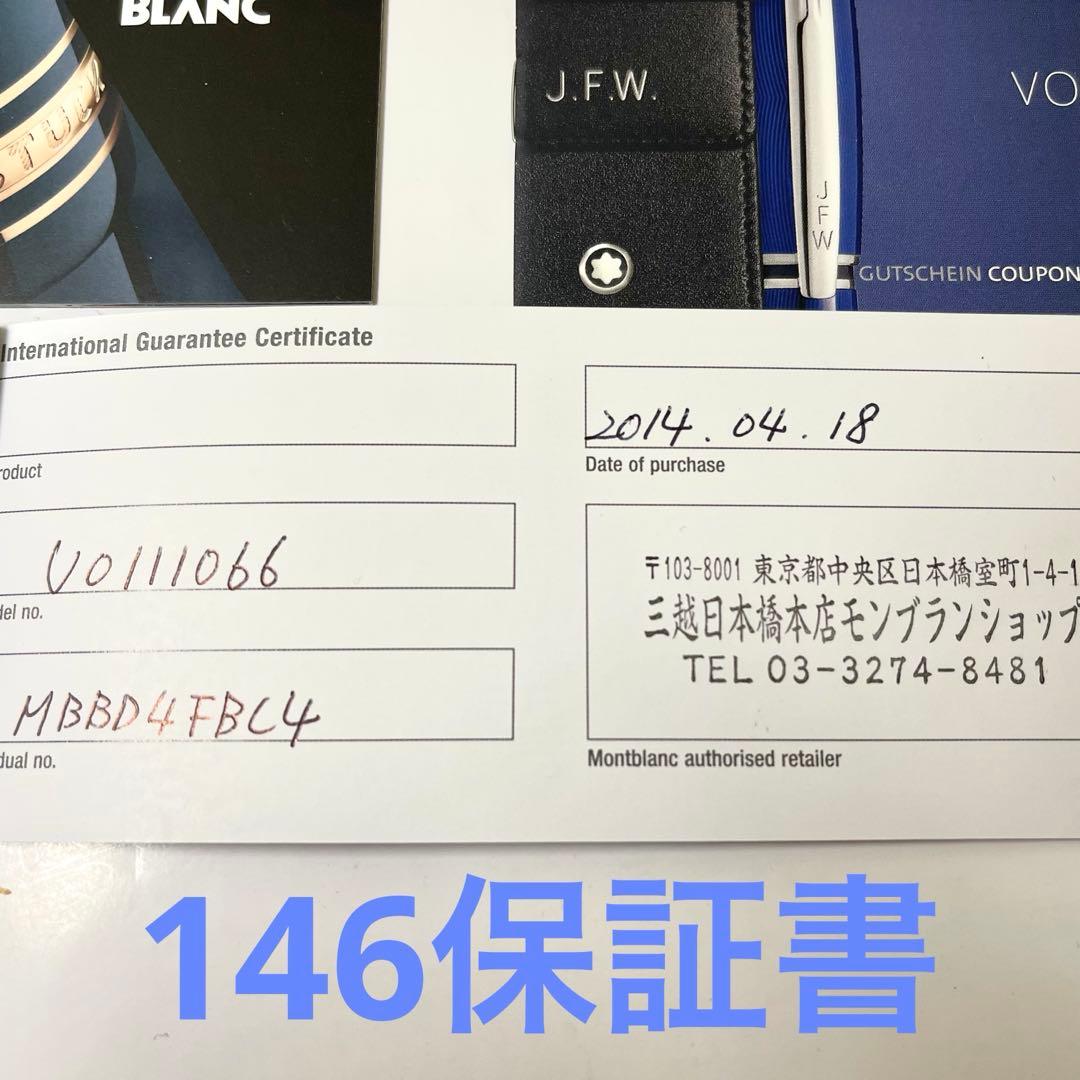 BLANC
TUCK
J.F.W.
J
F
W
VO
GUTSCHEIN COUPON
International Guarantee Certificate
roduct
2014.04.18
Date of purchase
VO111066
del no.
MBBD4FBC4
dual no.
〒103-8001 東京都中央区日本橋室町1-4-1
三越日本橋本店モンブランショップ
TEL 03-3274-8481
Montblanc authorised retailer
146保証書